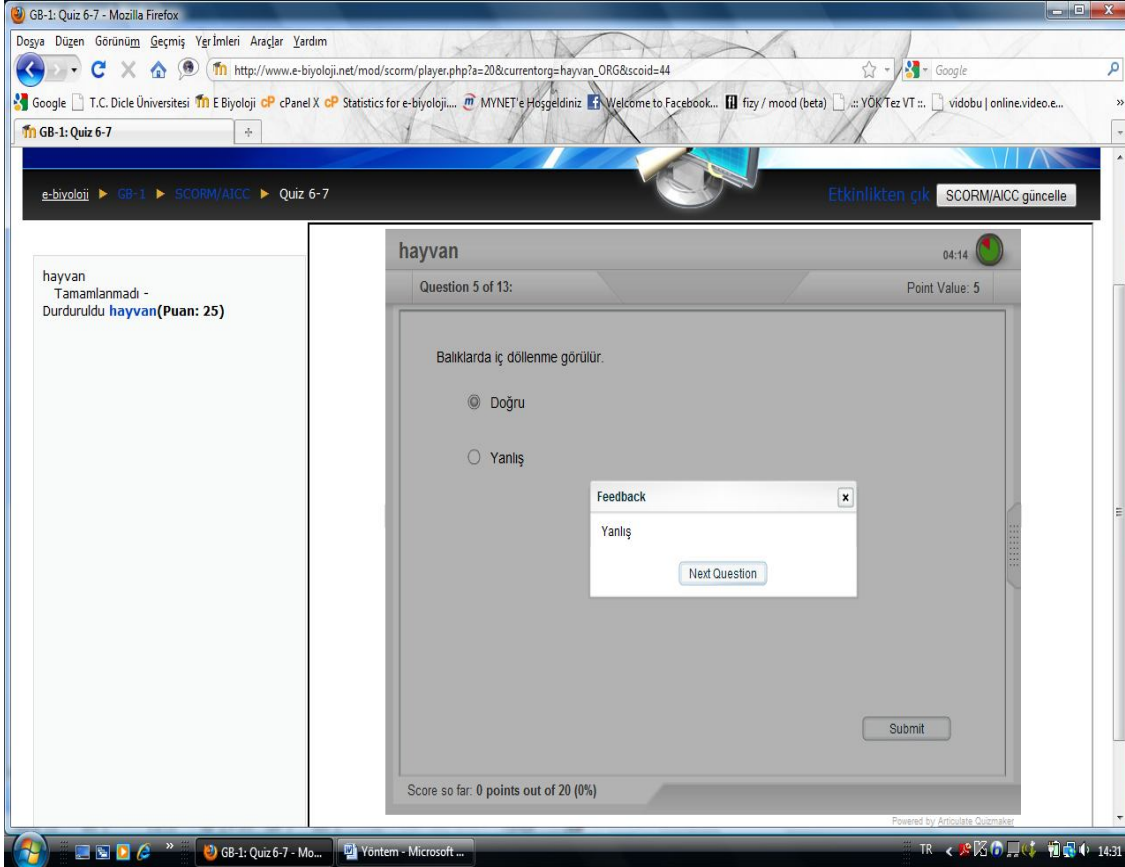 GB-1: Quiz 6-7 - Mozilla Firefox
Dosya Düzen Görünüm Geçmiş Yer İmleri Araçlar Yardım
http://www.e-biyoloji.net/mod/scorm/player.php?a=20&currentorg=hayvan_ORG&scoid=44
Google
Google T.C. Dicle Üniversitesi E Biyoloji cPanel X Statistics for e-biyoloji.... MYNET'e Hoşgeldiniz Welcome to Facebook... fizy / mood (beta) .:: YÖK Tez VT ::. vidobu | online.video.e... »
GB-1: Quiz 6-7
e-biyoloji ► GB-1 ► SCORM/AICC ► Quiz 6-7
Etkinlikten çık SCORM/AICC güncelle
hayvan
Tamamlanmadı -
Durduruldu hayvan(Puan: 25)
hayvan
04:14
Question 5 of 13:
Point Value: 5
Balıklarda iç döllenme görülür.
Doğru
Yanlış
Feedback
Yanlış
Next Question
Submit
Score so far: 0 points out of 20 (0%)
Powered by Articulate Quizmaker
GB-1: Quiz 6-7 - Mo... Yöntem - Microsoft ... TR 14:31